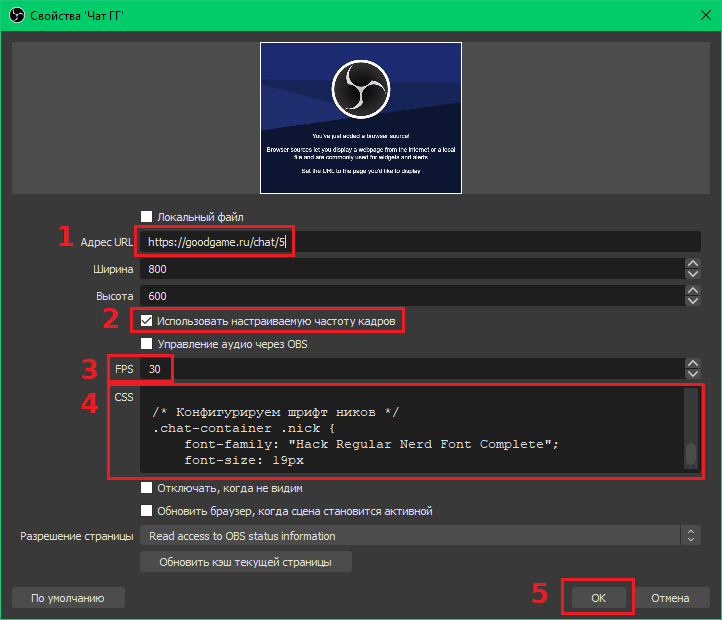 Свойства 'Чат ГГ'
You've just added a browser source!
Browser sources let you display a webpage from the internet or a local
file and are commonly used for widgets and alerts
Set the URL to the page you'd like to display
Локальный файл
1 Адрес URL https://goodgame.ru/chat/5
Ширина 800
Высота 600
2 Использовать настраиваемую частоту кадров
Управление аудио через OBS
3 FPS 30
4 CSS
/* Конфигурируем шрифт ников */
.chat-container .nick {
font-family: "Hack Regular Nerd Font Complete";
font-size: 19px
Отключать, когда не видим
Обновить браузер, когда сцена становится активной
Разрешение страницы Read access to OBS status information
Обновить кэш текущей страницы
По умолчанию 5 OK Отмена